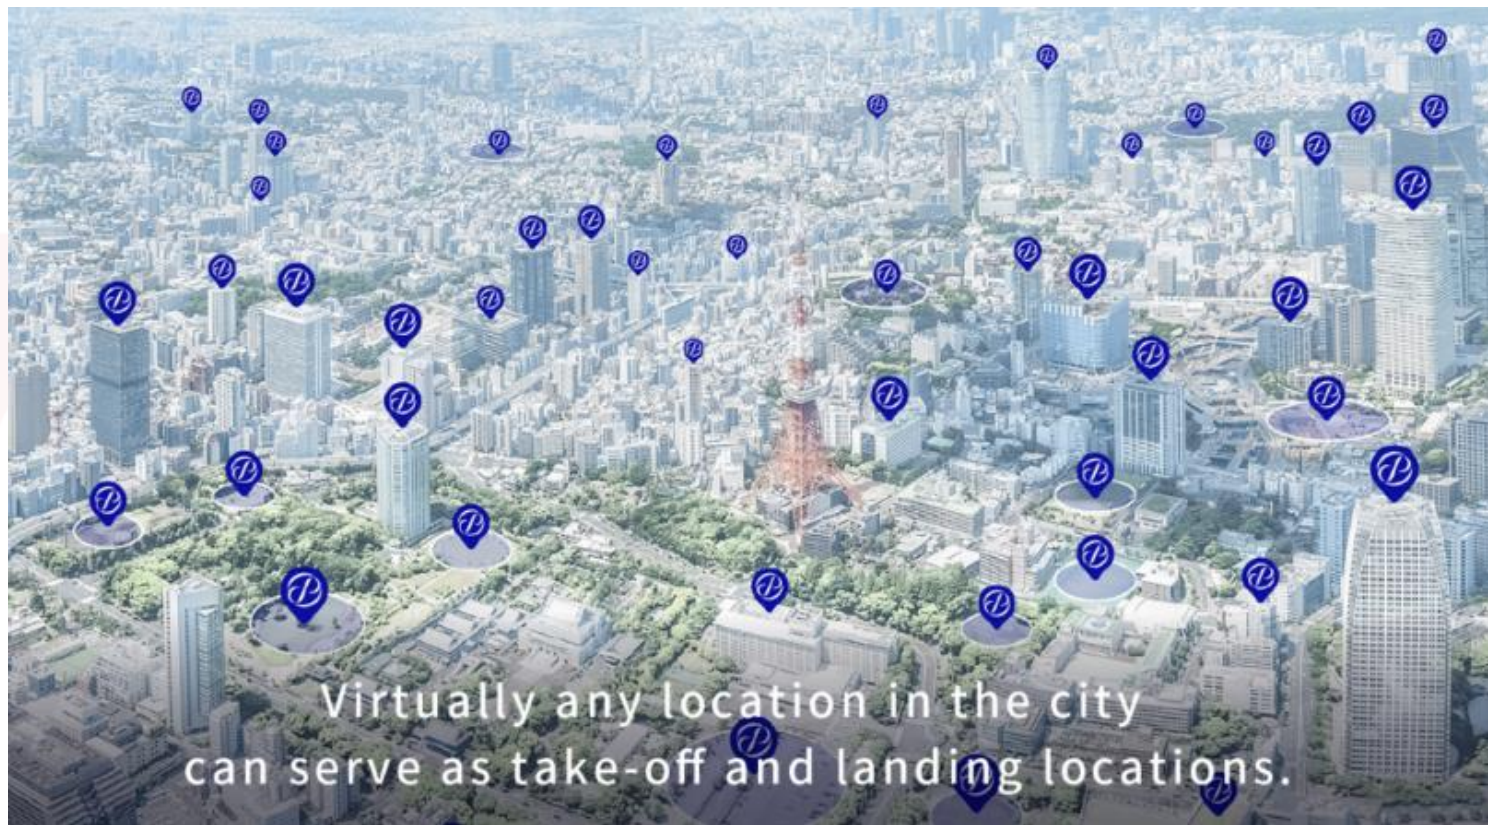 Virtually any location in the city
can serve as take-off and landing locations.